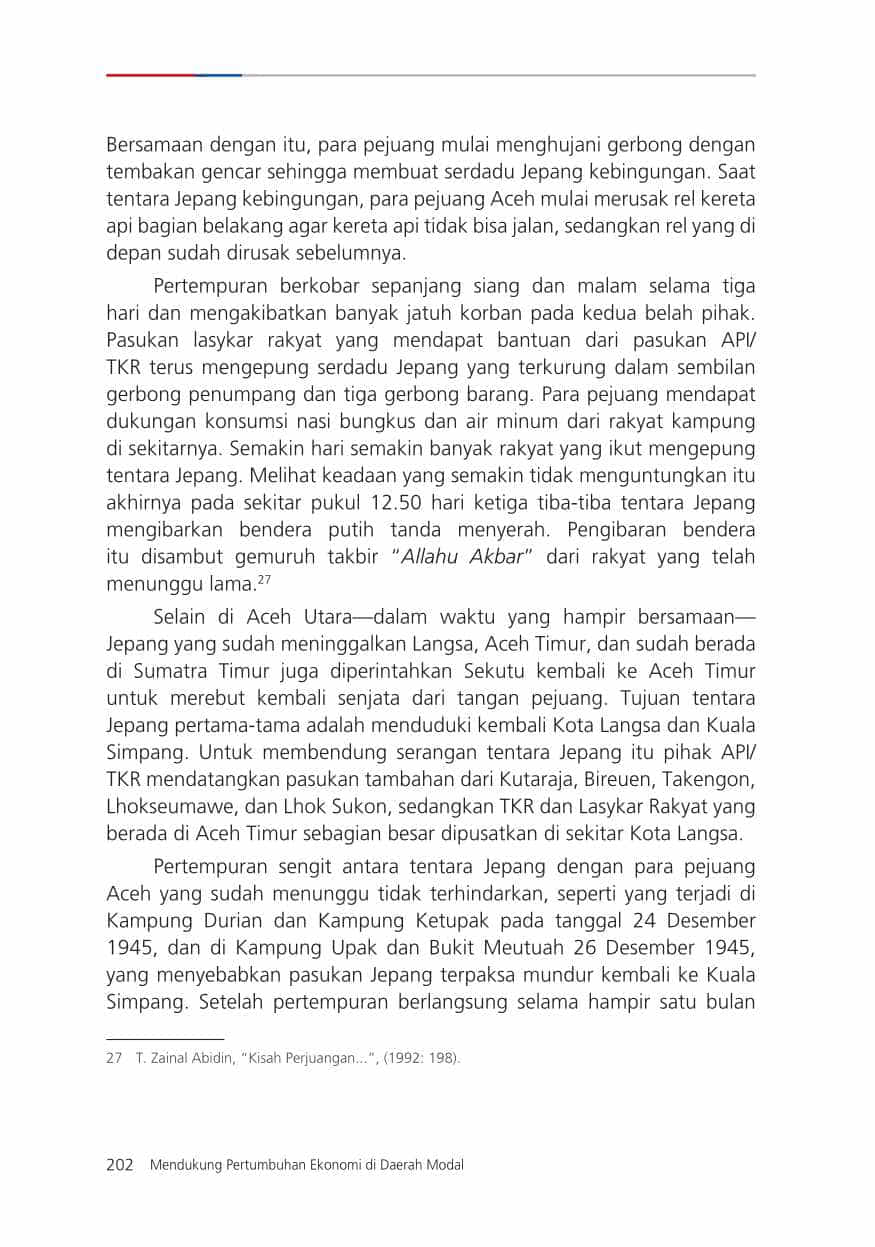 Bersamaan dengan itu, para pejuang mulai menghujani gerbong dengan
tembakan gencar sehingga membuat serdadu Jepang kebingungan. Saat
tentara Jepang kebingungan, para pejuang Aceh mulai merusak rel kereta
api bagian belakang agar kereta api tidak bisa jalan, sedangkan rel yang di
depan sudah dirusak sebelumnya.
Pertempuran berkobar sepanjang siang dan malam selama tiga
hari dan mengakibatkan banyak jatuh korban pada kedua belah pihak.
Pasukan lasykar rakyat yang mendapat bantuan dari pasukan API/
TKR terus mengepung serdadu Jepang yang terkurung dalam sembilan
gerbong penumpang dan tiga gerbong barang. Para pejuang mendapat
dukungan konsumsi nasi bungkus dan air minum dari rakyat kampung
di sekitarnya. Semakin hari semakin banyak rakyat yang ikut mengepung
tentara Jepang. Melihat keadaan yang semakin tidak menguntungkan itu
akhirnya pada sekitar pukul 12.50 hari ketiga tiba-tiba tentara Jepang
mengibarkan bendera putih tanda menyerah. Pengibaran bendera
itu disambut gemuruh takbir “Allahu Akbar” dari rakyat yang telah
menunggu lama.27
Selain di Aceh Utara—dalam waktu yang hampir bersamaan—
Jepang yang sudah meninggalkan Langsa, Aceh Timur, dan sudah berada
di Sumatra Timur juga diperintahkan Sekutu kembali ke Aceh Timur
untuk merebut kembali senjata dari tangan pejuang. Tujuan tentara
Jepang pertama-tama adalah menduduki kembali Kota Langsa dan Kuala
Simpang. Untuk membendung serangan tentara Jepang itu pihak API/
TKR mendatangkan pasukan tambahan dari Kutaraja, Bireuen, Takengon,
Lhokseumawe, dan Lhok Sukon, sedangkan TKR dan Lasykar Rakyat yang
berada di Aceh Timur sebagian besar dipusatkan di sekitar Kota Langsa.
Pertempuran sengit antara tentara Jepang dengan para pejuang
Aceh yang sudah menunggu tidak terhindarkan, seperti yang terjadi di
Kampung Durian dan Kampung Ketupak pada tanggal 24 Desember
1945, dan di Kampung Upak dan Bukit Meutuah 26 Desember 1945,
yang menyebabkan pasukan Jepang terpaksa mundur kembali ke Kuala
Simpang. Setelah pertempuran berlangsung selama hampir satu bulan
27 T. Zainal Abidin, “Kisah Perjuangan...”, (1992: 198).
202 Mendukung Pertumbuhan Ekonomi di Daerah Modal